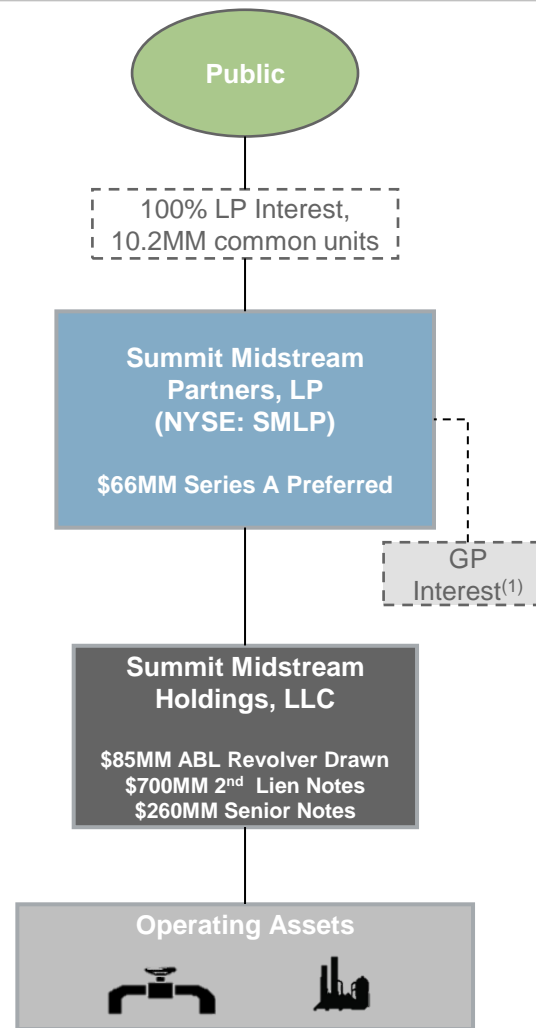 Public
100% LP Interest,
10.2MM common units
Summit Midstream
Partners, LP
(NYSE: SMLP)
$66MM Series A Preferred
GP
Interest(1)
Summit Midstream
Holdings, LLC
$85MM ABL Revolver Drawn
$700MM 2nd Lien Notes
$260MM Senior Notes
Operating Assets